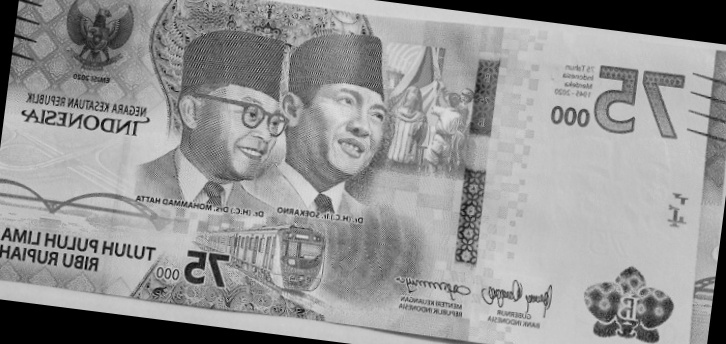 EMISI 2020
NEGARA KESATUAN REPUBLIK
INDONESIA
75 Tahun
Indonesia
Merdeka
1945-2020
75 000
Dr. (H.C.) Drs. MOHAMMAD HATTA
Dr. (H.C.) Ir. SOEKARNO
TUJUH PULUH LIMA
RIBU RUPIAH
75 000
MENTERI KEUANGAN
REPUBLIK INDONESIA
GUBERNUR
BANK INDONESIA